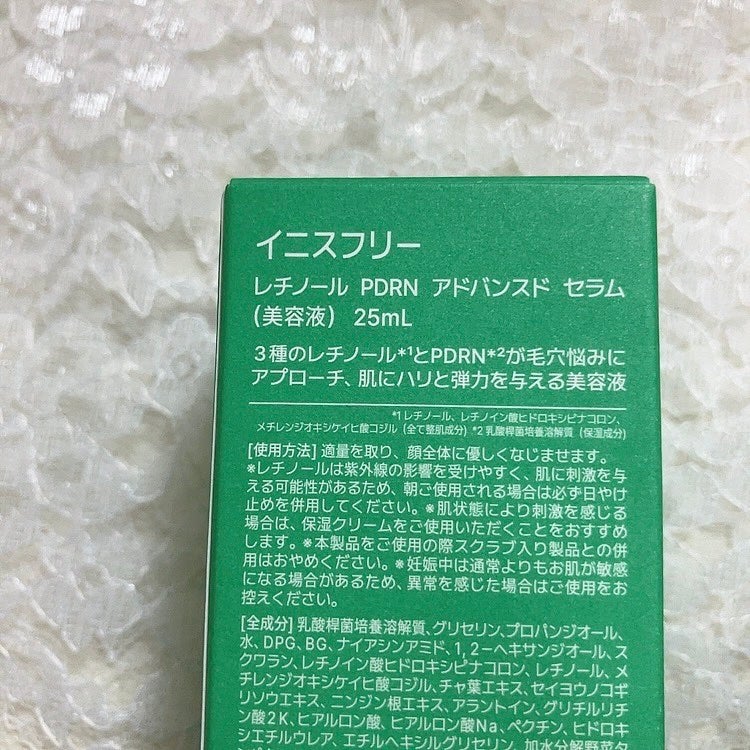 イニスフリー
レチノール PDRN アドバンスド セラム
(美容液) 25mL
3種のレチノール*1とPDRN*2が毛穴悩みに
アプローチ、肌にハリと弾力を与える美容液
*1 レチノール、レチノイン酸ヒドロキシピナコロン、
メチレンジオキシケイヒ酸コジル (全て整肌成分) *2 乳酸桿菌培養溶解質 (保湿成分)
[使用方法] 適量を取り、顔全体に優しくなじませます。
※レチノールは紫外線の影響を受けやすく、肌に刺激を与
える可能性があるため、朝ご使用される場合は必ず日やけ
止めを併用してください。※肌状態により刺激を感じる
場合は、保湿クリームをご使用いただくことをおすすめ
します。※本製品をご使用の際スクラブ入り製品との併
用はおやめください。※妊娠中は通常よりもお肌が敏感
になる場合があるため、異常を感じた場合はご使用をお
控えください。
[全成分] 乳酸桿菌培養溶解質、グリセリン、プロパンジオール、
水、DPG、BG、ナイアシンアミド、1,2-ヘキサンジオール、ス
クワラン、レチノイン酸ヒドロキシピナコロン、レチノール、メ
チレンジオキシケイヒ酸コジル、チャ葉エキス、セイヨウノコギ
リソウエキス、ニンジン根エキス、アラントイン、グリチルリチ
ン酸2K、ヒアルロン酸、ヒアルロン酸Na、ペクチン、ヒドロキ
シエチルウレア、エチルヘキシルグリセリン、加水分解野菜タ